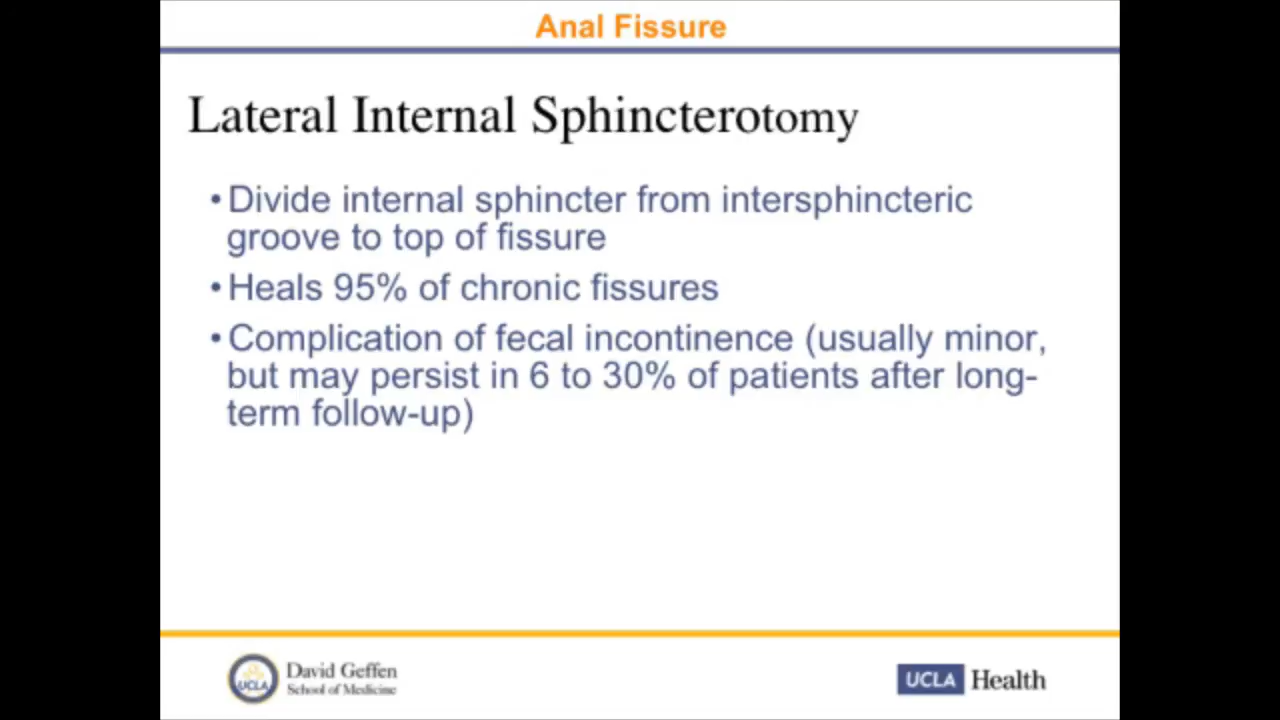 Anal Fissure
Lateral Internal Sphincterotomy
•Divide internal sphincter from intersphincteric
groove to top of fissure
•Heals 95% of chronic fissures
•Complication of fecal incontinence (usually minor,
but may persist in 6 to 30% of patients after long-
term follow-up)
UCLA
David Geffen
School of Medicine
UCLA Health